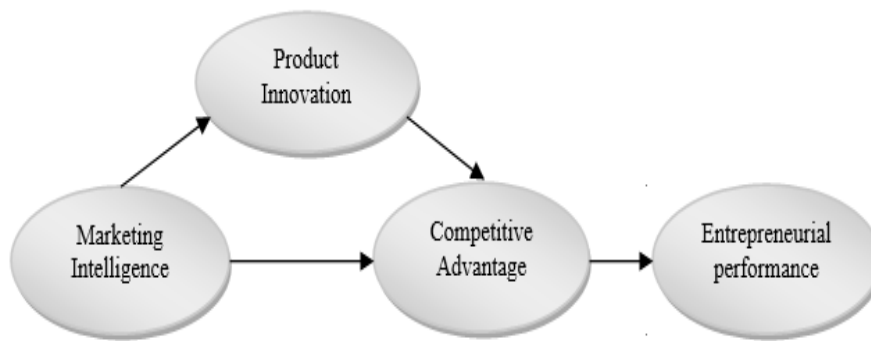 Product
Innovation
Marketing
Intelligence
Competitive
Advantage
Entrepreneurial
performance